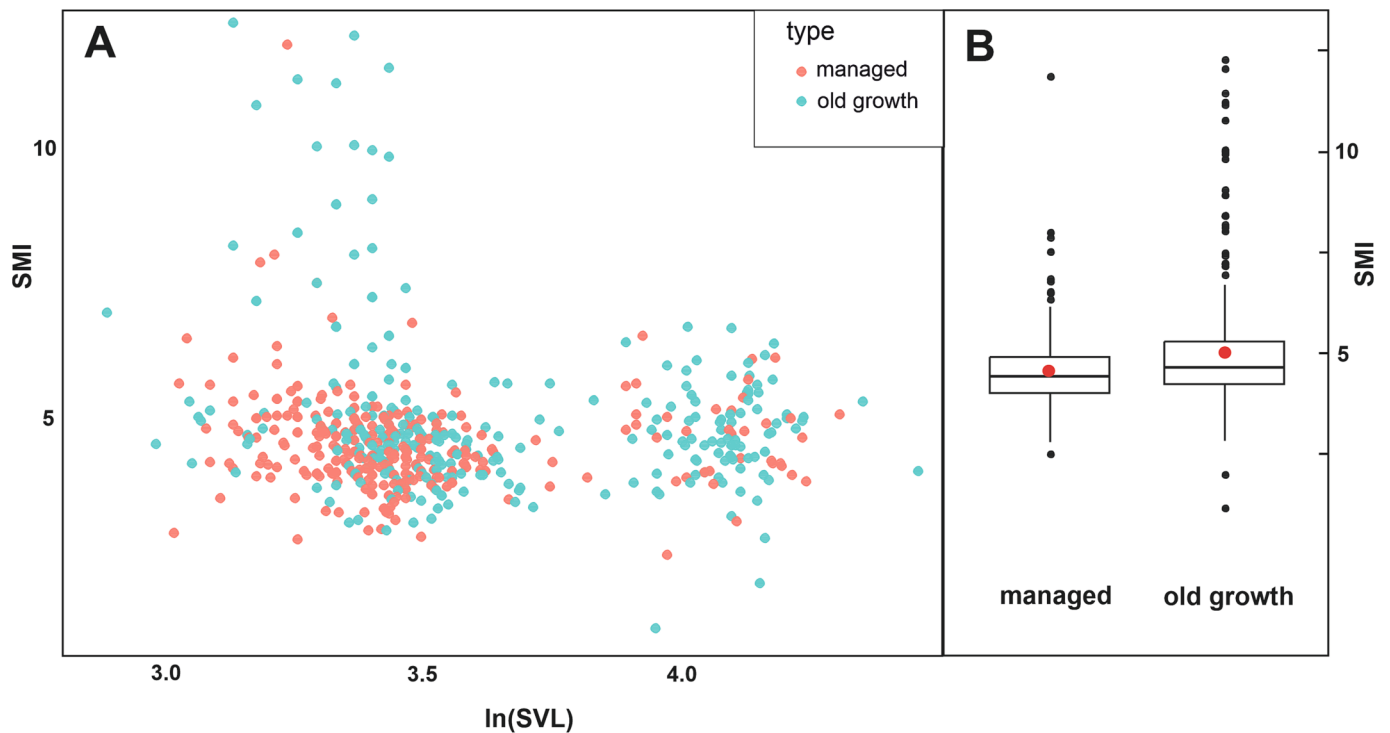 A
type
managed
old growth
10
5
SMI
3.0
3.5
4.0
ln(SVL)
B
10
5
SMI
managed
old growth